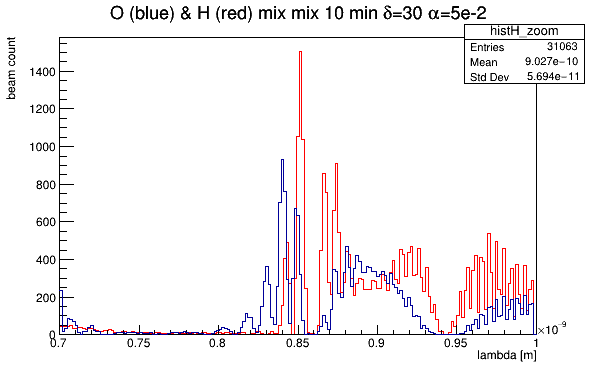 O (blue) & H (red) mix mix 10 min δ=30 α=5e-2
histH_zoom
Entries 31063
Mean 9.027e-10
Std Dev 5.694e-11
beam count
1400
1200
1000
800
600
400
200
0
0.7 0.75 0.8 0.85 0.9 0.95 1
×10-9
lambda [m]